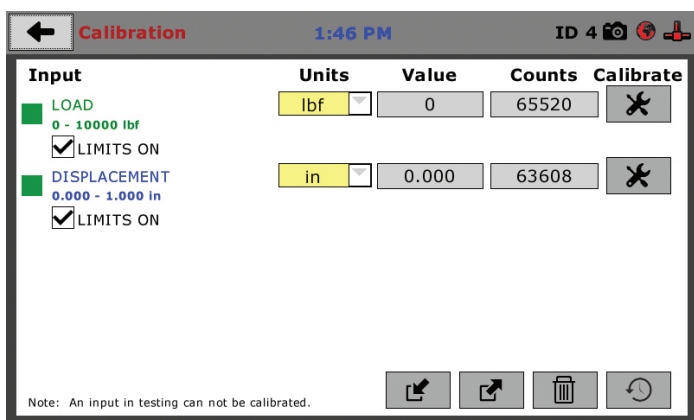 Calibration 1:46 PM ID 4
Input Units Value Counts Calibrate
LOAD lbf 0 65520
0 - 10000 lbf
LIMITS ON
DISPLACEMENT in 0.000 63608
0.000 - 1.000 in
LIMITS ON
Note: An input in testing can not be calibrated.